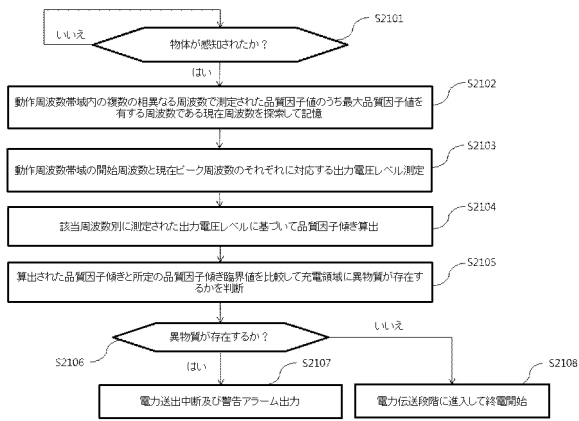 物体が感知されたか？
S2101
いいえ
はい
S2102
動作周波数帯域内の複数の相異なる周波数で測定された品質因子値のうち最大品質因子値を
有する周波数である現在周波数を探索して記憶
S2103
動作周波数帯域の開始周波数と現在ピーク周波数のそれぞれに対応する出力電圧レベル測定
S2104
該当周波数別に測定された出力電圧レベルに基づいて品質因子傾き算出
S2105
算出された品質因子傾きと所定の品質因子傾き臨界値を比較して充電領域に異物質が存在す
るかを判断
異物質が存在するか？
いいえ
S2106
はい
S2107
S2108
電力送出中断及び警告アラーム出力
電力伝送段階に進入して終電開始